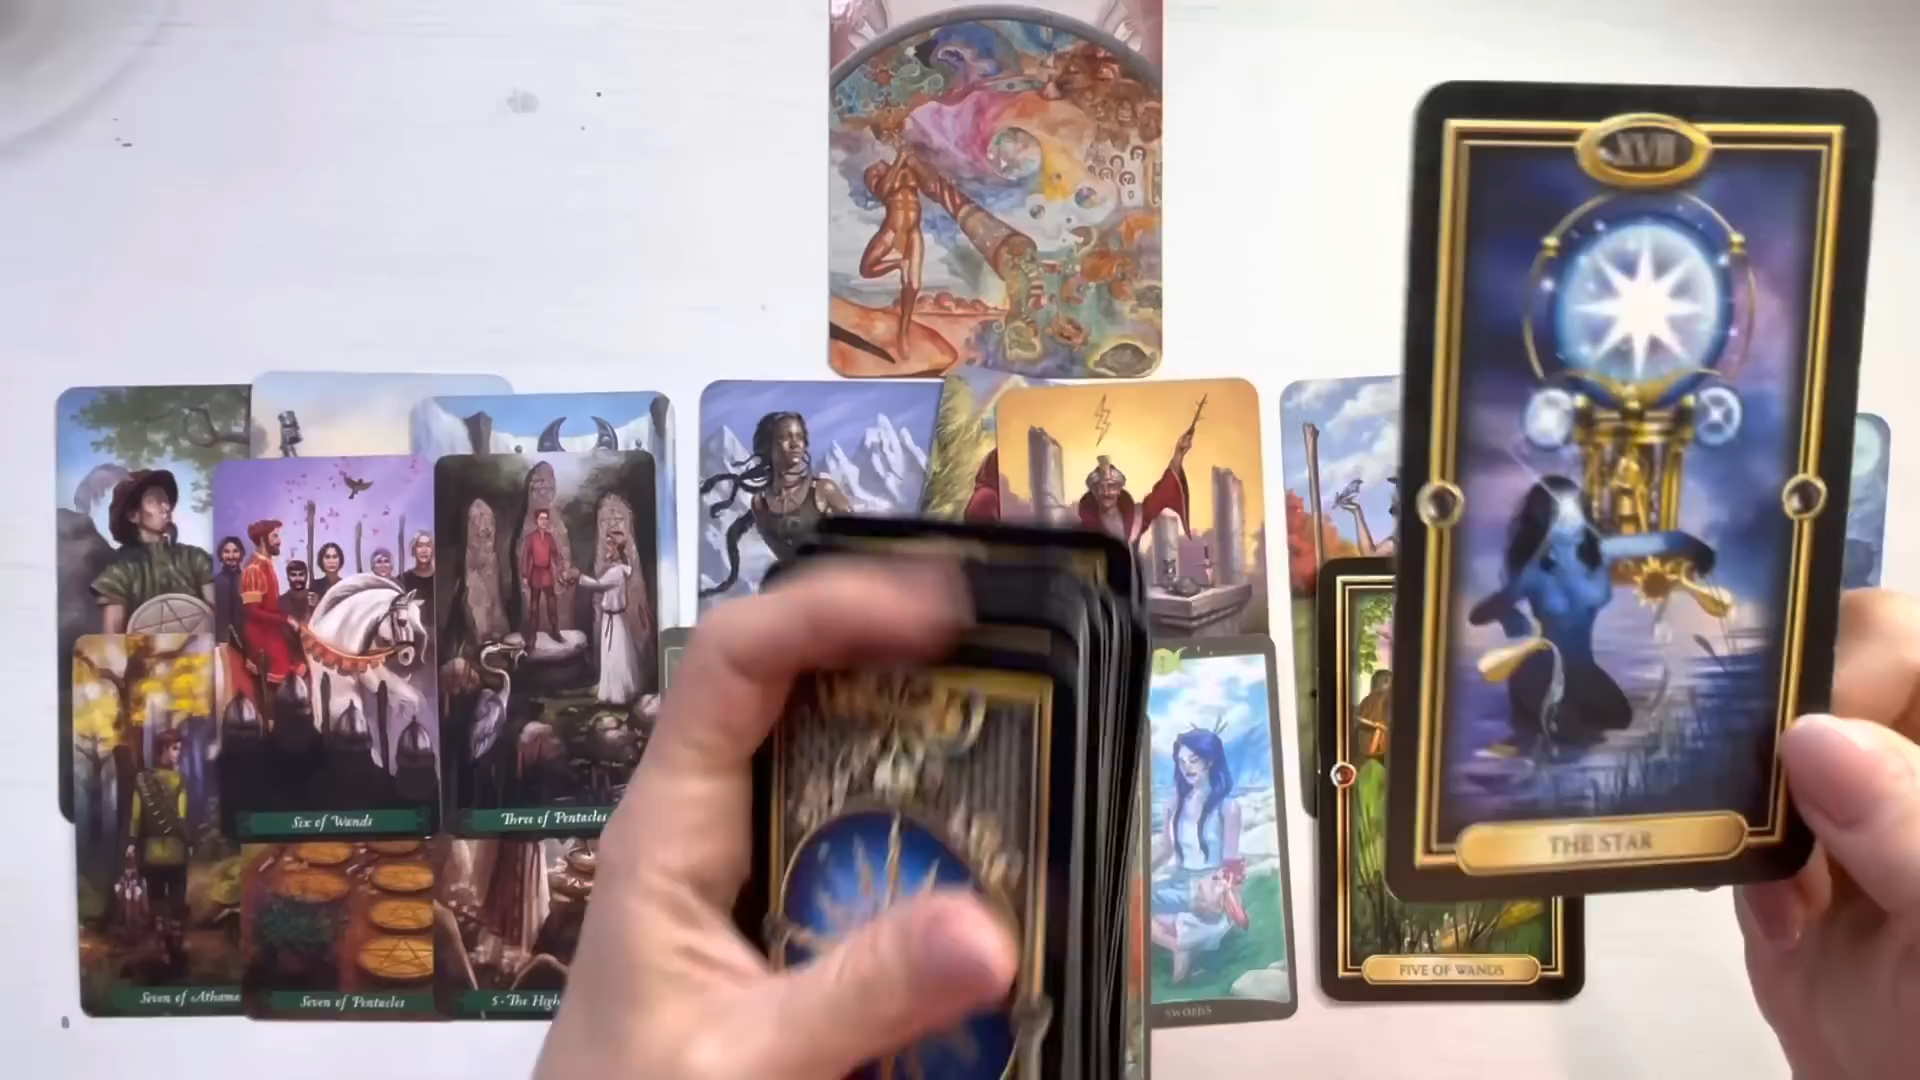 XVII
THE STAR
Six of Wands
Three of Pentacles
FIVE OF WANDS
Seven of Athame
Seven of Pentacles
5 · The High
SWORDS